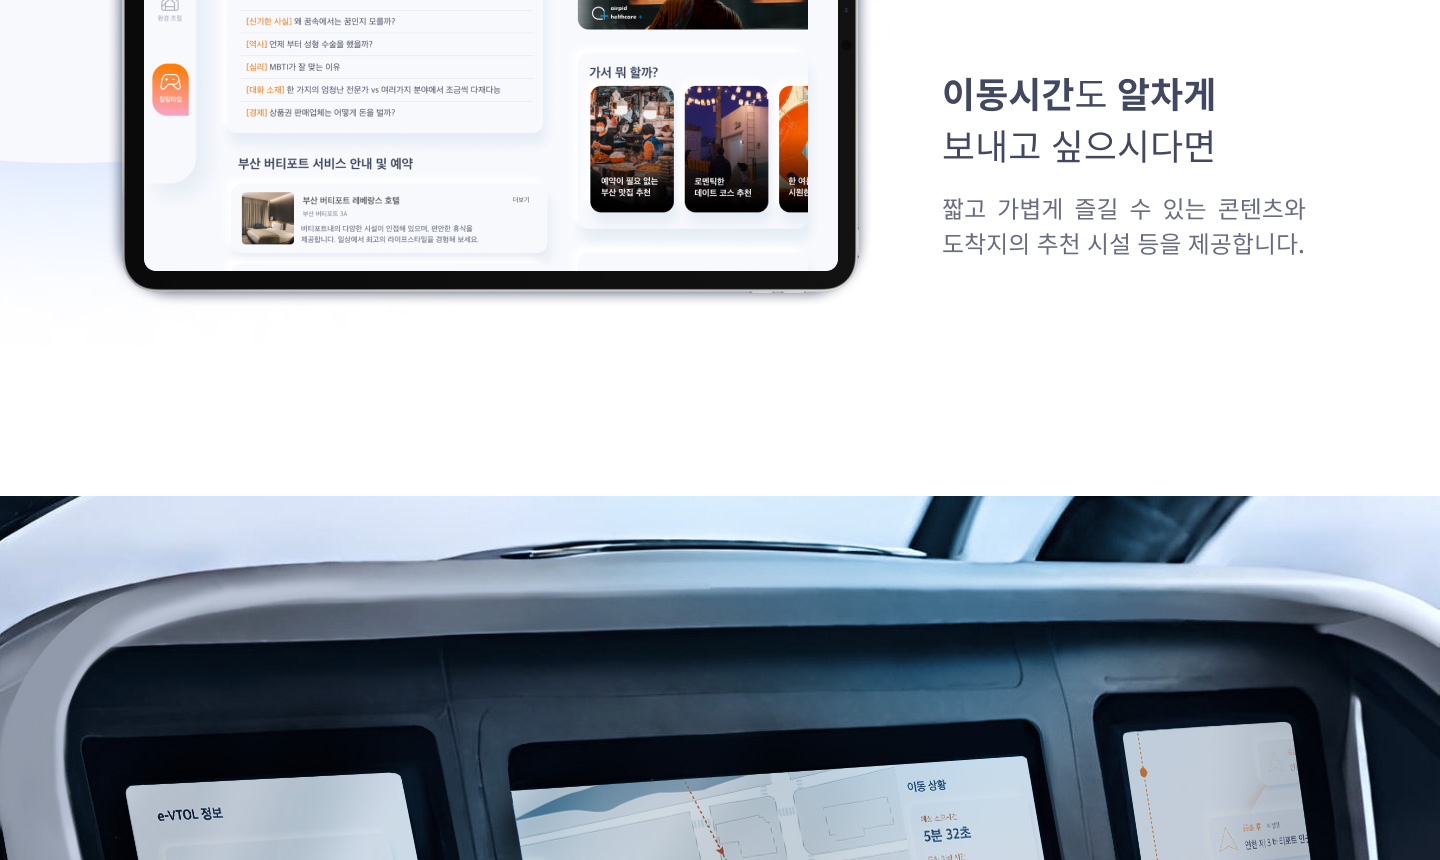 환경 조절
힐링타임
[신기한 사실] 왜 꿈속에서는 꿈인지 모를까?
[역사] 언제 부터 성형 수술을 했을까?
[심리] MBTI가 잘 맞는 이유
[대화 소재] 한 가지의 엄청난 전문가 vs 여러가지 분야에서 조금씩 다재다능
[경제] 상품권 판매업체는 어떻게 돈을 벌까?
부산 버티포트 서비스 안내 및 예약
부산 버티포트 레베랑스 호텔
더보기
부산 버티포트 3A
버티포트내의 다양한 시설이 인접해 있으며, 편안한 휴식을
제공합니다. 일상에서 최고의 라이프스타일을 경험해 보세요.
airpid
helthcare
가서 뭐 할까?
예약이 필요 없는
부산 맛집 추천
로멘틱한
데이트 코스 추천
한 여
시원한
이동시간도 알차게
보내고 싶으시다면
짧고 가볍게 즐길 수 있는 콘텐츠와
도착지의 추천 시설 등을 제공합니다.
e-VTOL 정보
이동 상황
5분 32초